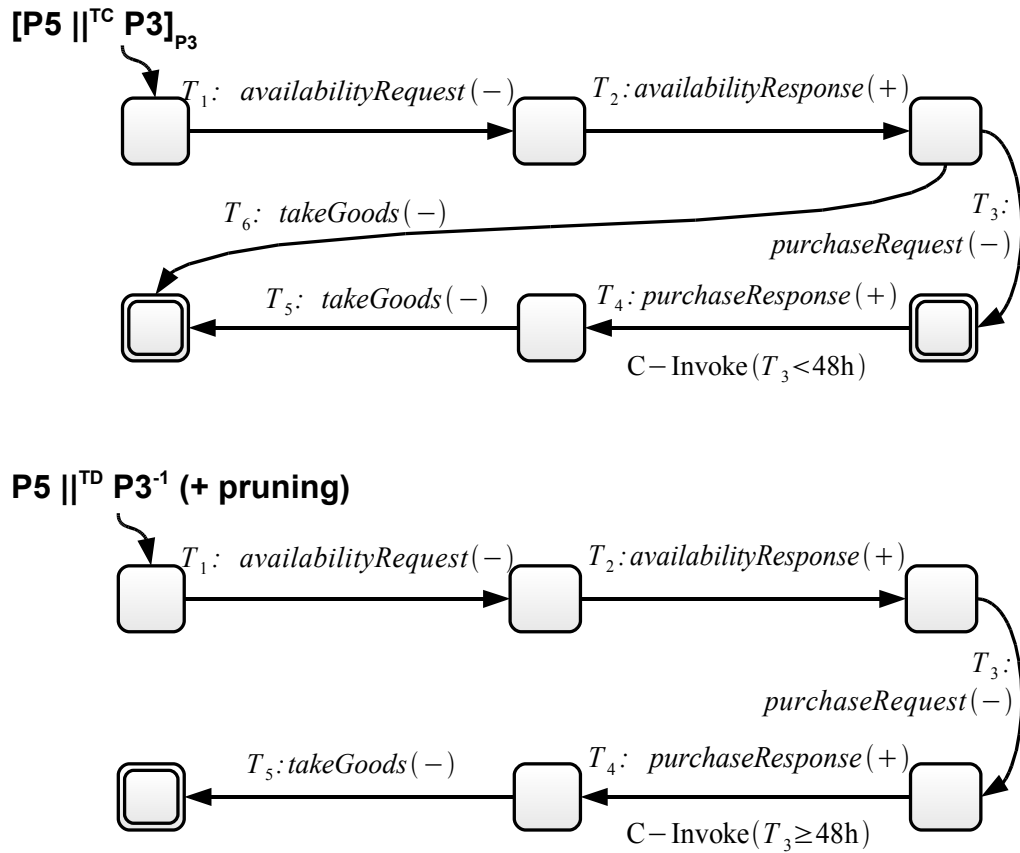 [P5 ||ᵀᶜ P3]P3
T1: availabilityRequest(−) T2:availabilityResponse(+)
T6: takeGoods(−) T3:
purchaseRequest(−)
T5: takeGoods(−) T4:purchaseResponse(+)
C−Invoke(T3<48h)
P5 ||ᵀᴰ P3⁻¹ (+ pruning)
T1: availabilityRequest(−) T2:availabilityResponse(+)
T3:
purchaseRequest(−)
T5:takeGoods(−) T4: purchaseResponse(+)
C−Invoke(T3≥48h)